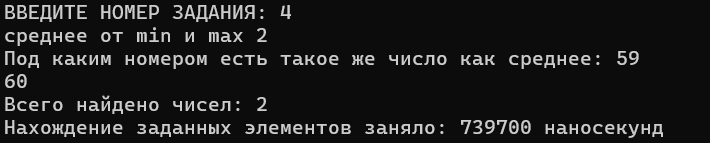 ВВЕДИТЕ НОМЕР ЗАДАНИЯ: 4
среднее от min и max 2
Под каким номером есть такое же число как среднее: 59
60
Всего найдено чисел: 2
Нахождение заданных элементов заняло: 739700 наносекунд